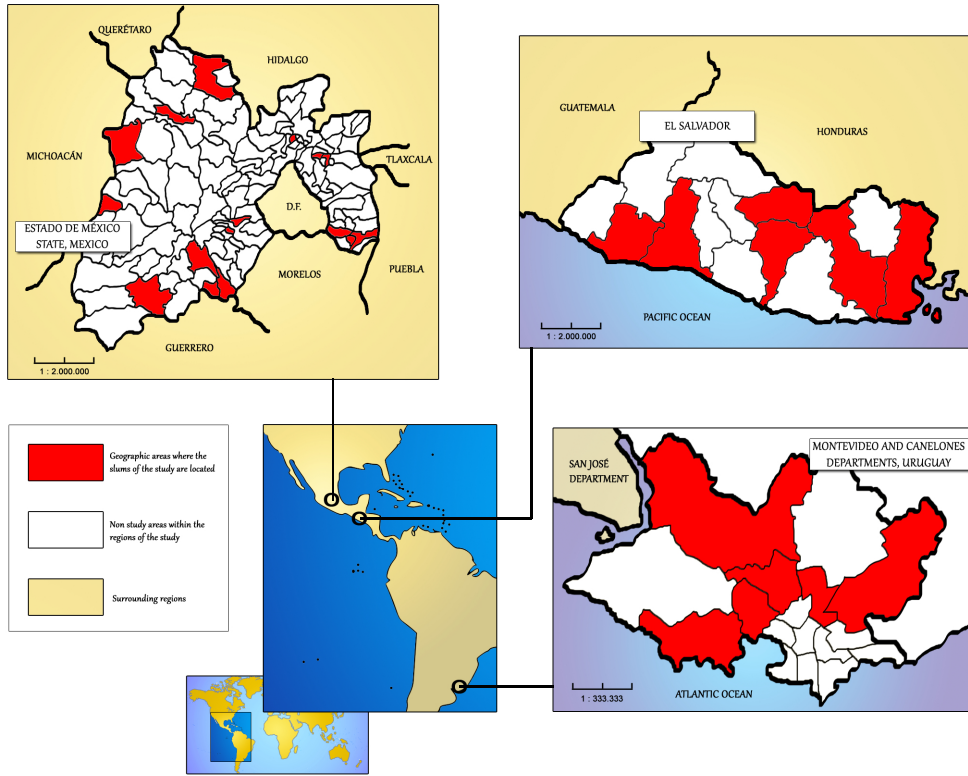 QUERÉTARO
HIDALGO
MICHOACÁN
TLAXCALA
D.F.
ESTADO DE MÉXICO
STATE, MEXICO
MORELOS
PUEBLA
GUERRERO
1 : 2.000.000
GUATEMALA
EL SALVADOR
HONDURAS
PACIFIC OCEAN
1 : 2.000.000
Geographic areas where the
slums of the study are located
Non study areas within the
regions of the study
Surrounding regions
MONTEVIDEO AND CANELONES
DEPARTMENTS, URUGUAY
SAN JOSÉ
DEPARTMENT
ATLANTIC OCEAN
1 : 333.333